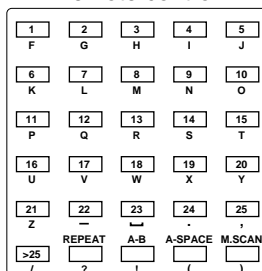 1 2 3 4 5
F G H I J
6 7 8 9 10
K L M N O
11 12 13 14 15
P Q R S T
16 17 18 19 20
U V W X Y
21 22 23 24 25
Z — ⎵ . ,
REPEAT A-B A-SPACE M.SCAN
>25
/ ? ! ( )